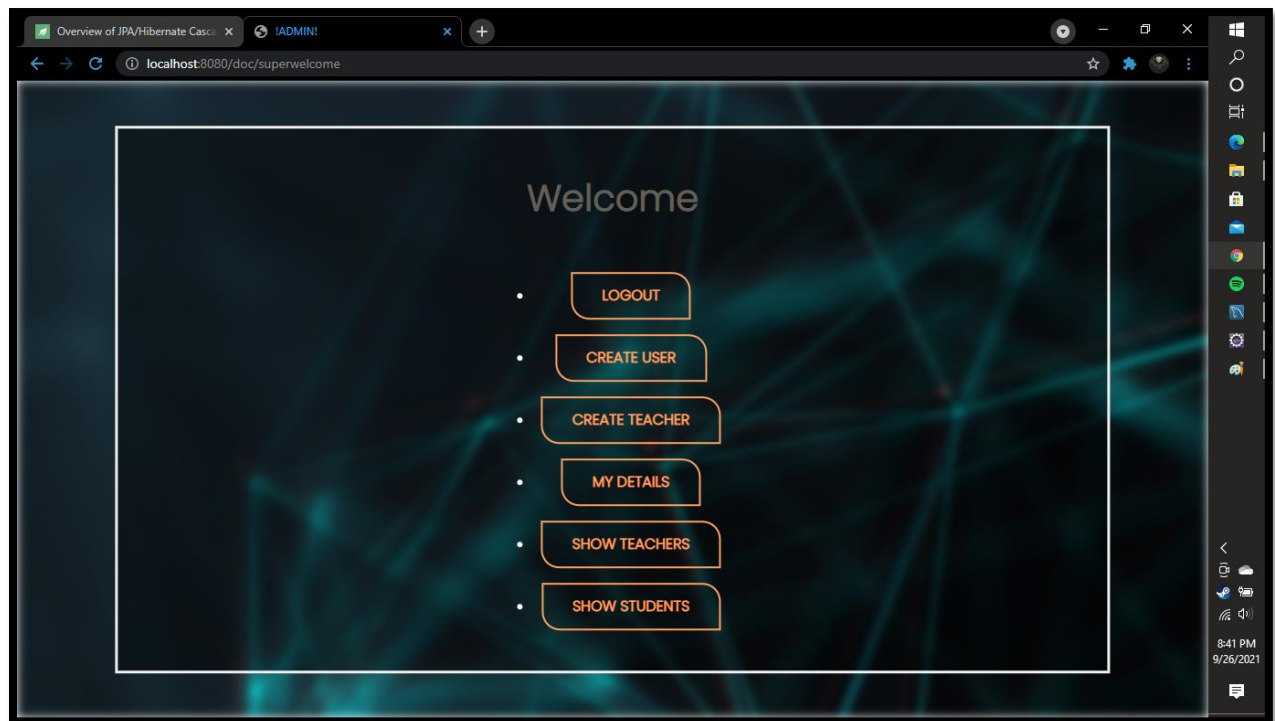 Overview of JPA/Hibernate Casca
!ADMIN!
localhost:8080/doc/superwelcome
Welcome
LOGOUT
CREATE USER
CREATE TEACHER
MY DETAILS
SHOW TEACHERS
SHOW STUDENTS
8:41 PM
9/26/2021